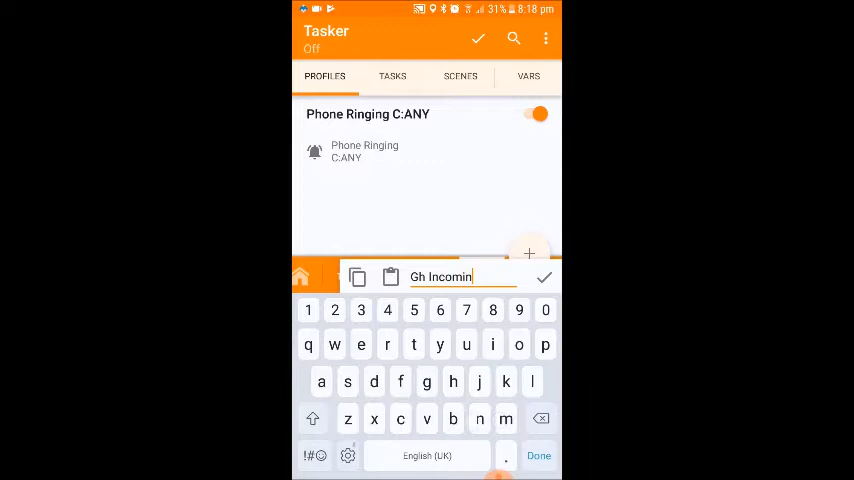 31% 8:18 pm
Tasker
Off
PROFILES TASKS SCENES VARS
Phone Ringing C:ANY
Phone Ringing
C:ANY
Gh Incomin
1 2 3 4 5 6 7 8 9 0
q w e r t y u i o p
a s d f g h j k l
z x c v b n m
!#☺ English (UK) . Done